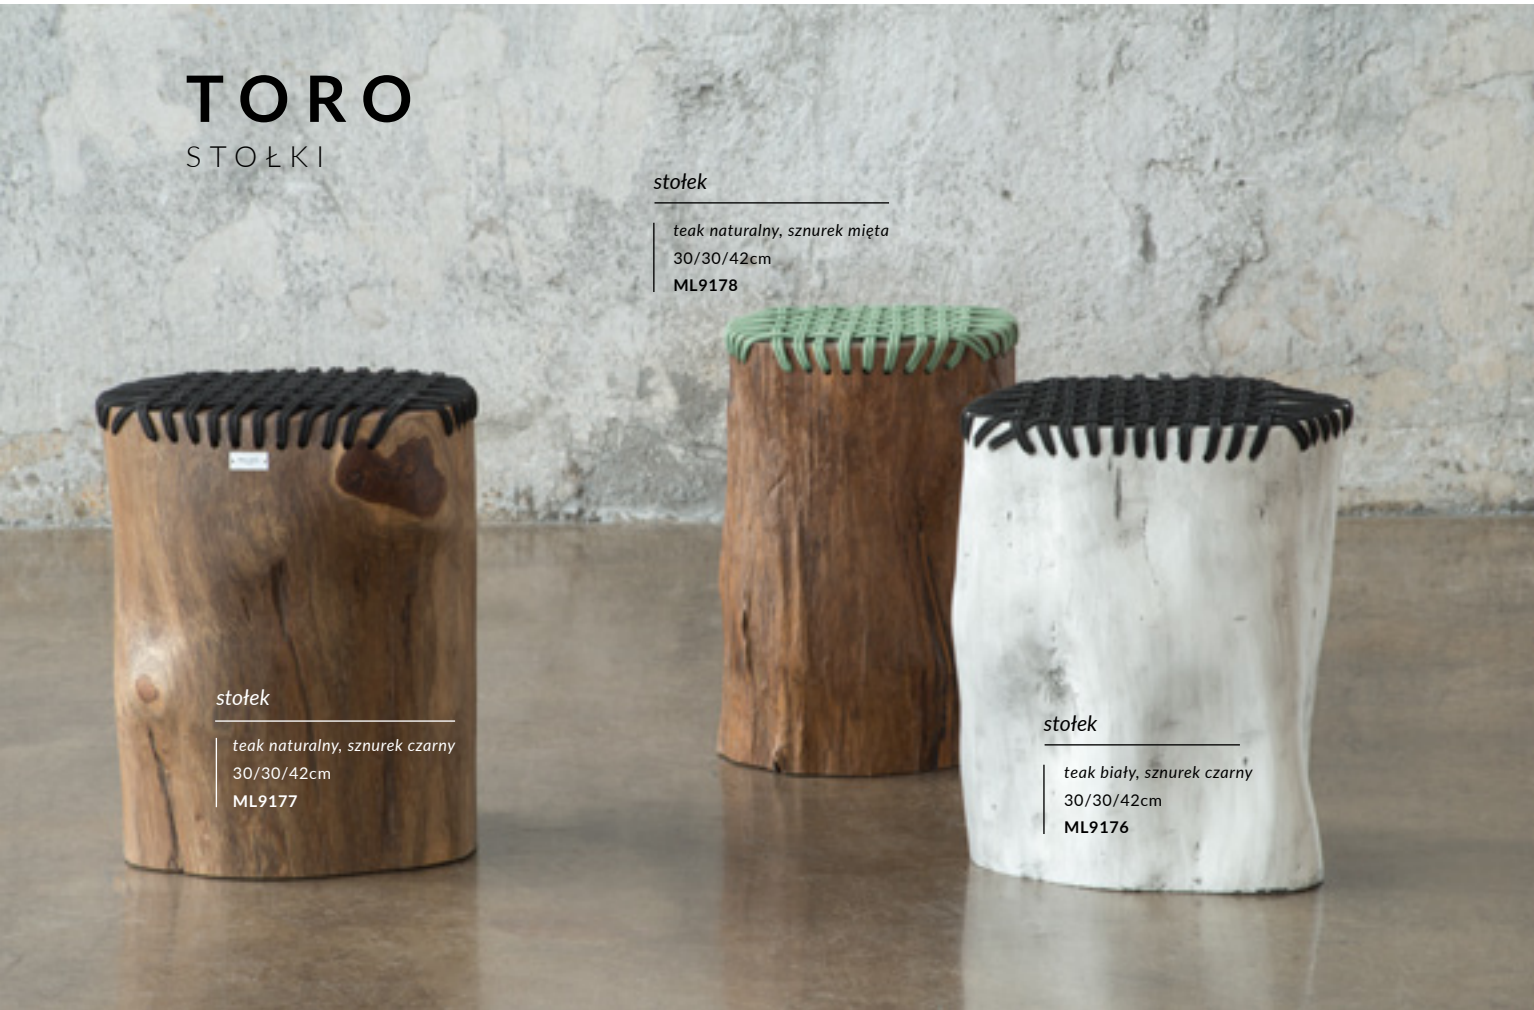 TORO
STOŁKI
stołek
teak naturalny, sznurek mięta
30/30/42cm
ML9178
stołek
teak naturalny, sznurek czarny
30/30/42cm
ML9177
stołek
teak biały, sznurek czarny
30/30/42cm
ML9176